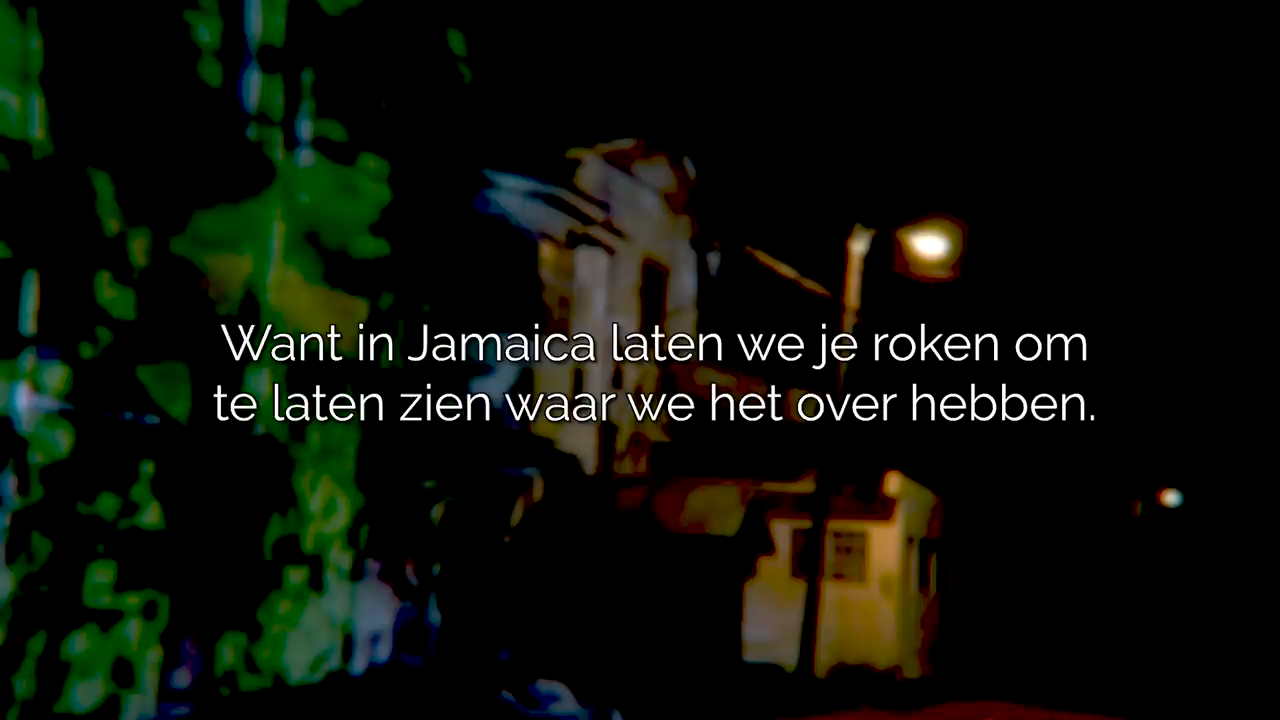 Want in Jamaica laten we je roken om
te laten zien waar we het over hebben.